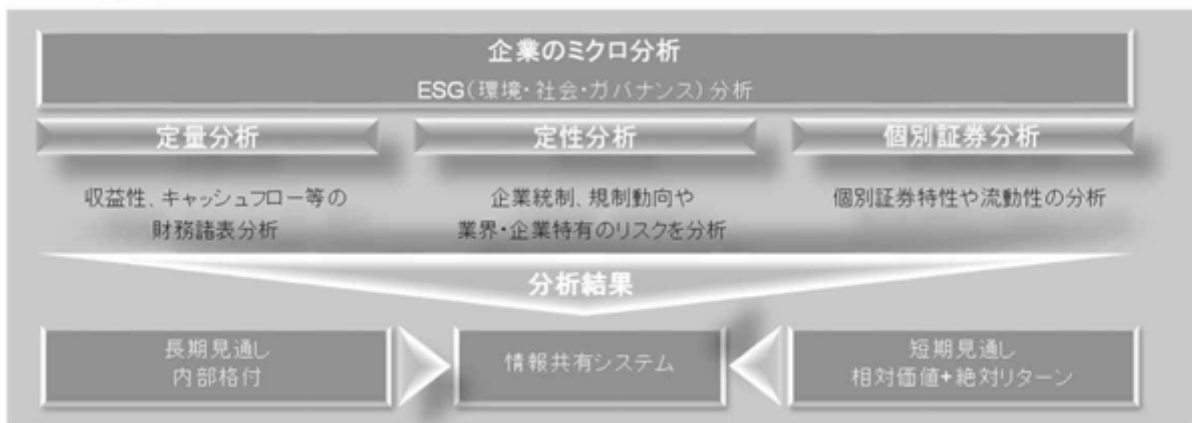 企業のミクロ分析
ESG（環境・社会・ガバナンス）分析
定量分析
収益性、キャッシュフロー等の
財務諸表分析
定性分析
企業統制、規制動向や
業界・企業特有のリスクを分析
個別証券分析
個別証券特性や流動性の分析
分析結果
長期見通し
内部格付
情報共有システム
短期見通し
相対価値+絶対リターン